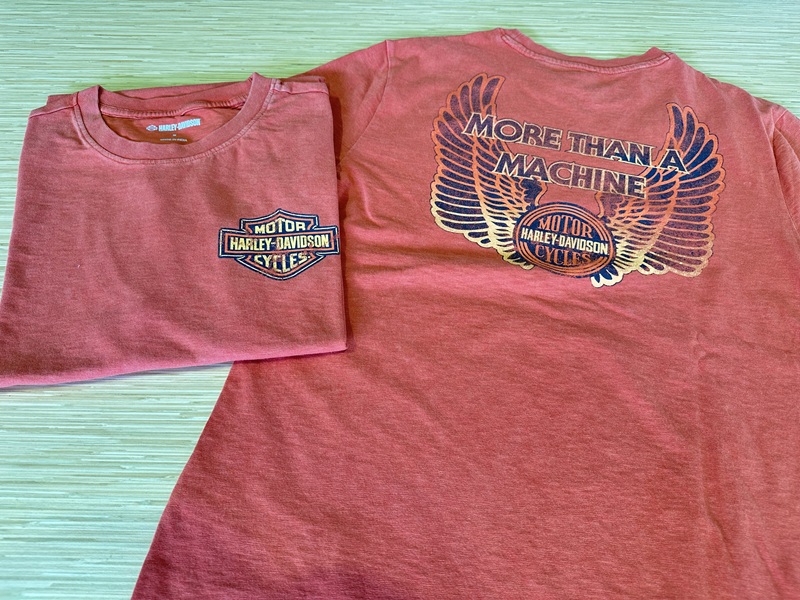 HARLEY-DAVIDSON
MOTOR
HARLEY-DAVIDSON
CYCLES
MORE THAN A
MACHINE
MOTOR
HARLEY-DAVIDSON
CYCLES